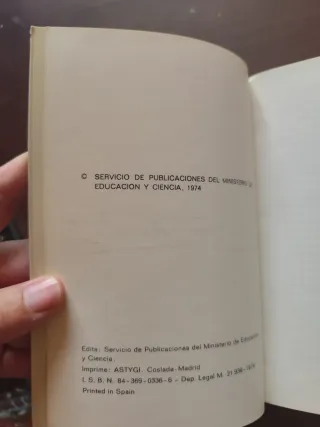 © SERVICIO DE PUBLICACIONES DEL MINISTERIO DE
EDUCACION Y CIENCIA, 1974
Edita: Servicio de Publicaciones del Ministerio de Educación
y Ciencia.
Imprime: ASTYGI. Coslada-Madrid
I. S. B. N. 84-369-0336-6 - Dep. Legal M.
Printed in Spain